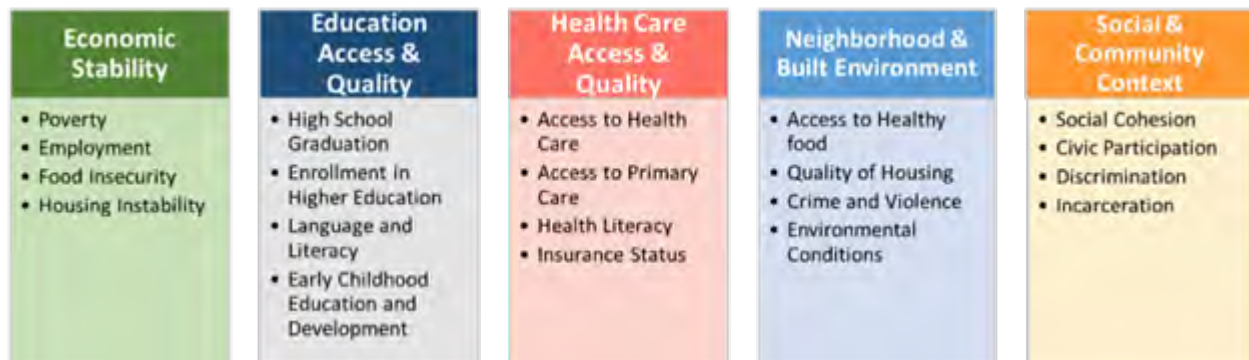 Economic
Stability
• Poverty
• Employment
• Food Insecurity
• Housing Instability
Education
Access &
Quality
• High School
Graduation
• Enrollment in
Higher Education
• Language and
Literacy
• Early Childhood
Education and
Development
Health Care
Access &
Quality
• Access to Health
Care
• Access to Primary
Care
• Health Literacy
• Insurance Status
Neighborhood &
Built Environment
• Access to Healthy
food
• Quality of Housing
• Crime and Violence
• Environmental
Conditions
Social &
Community
Context
• Social Cohesion
• Civic Participation
• Discrimination
• Incarceration